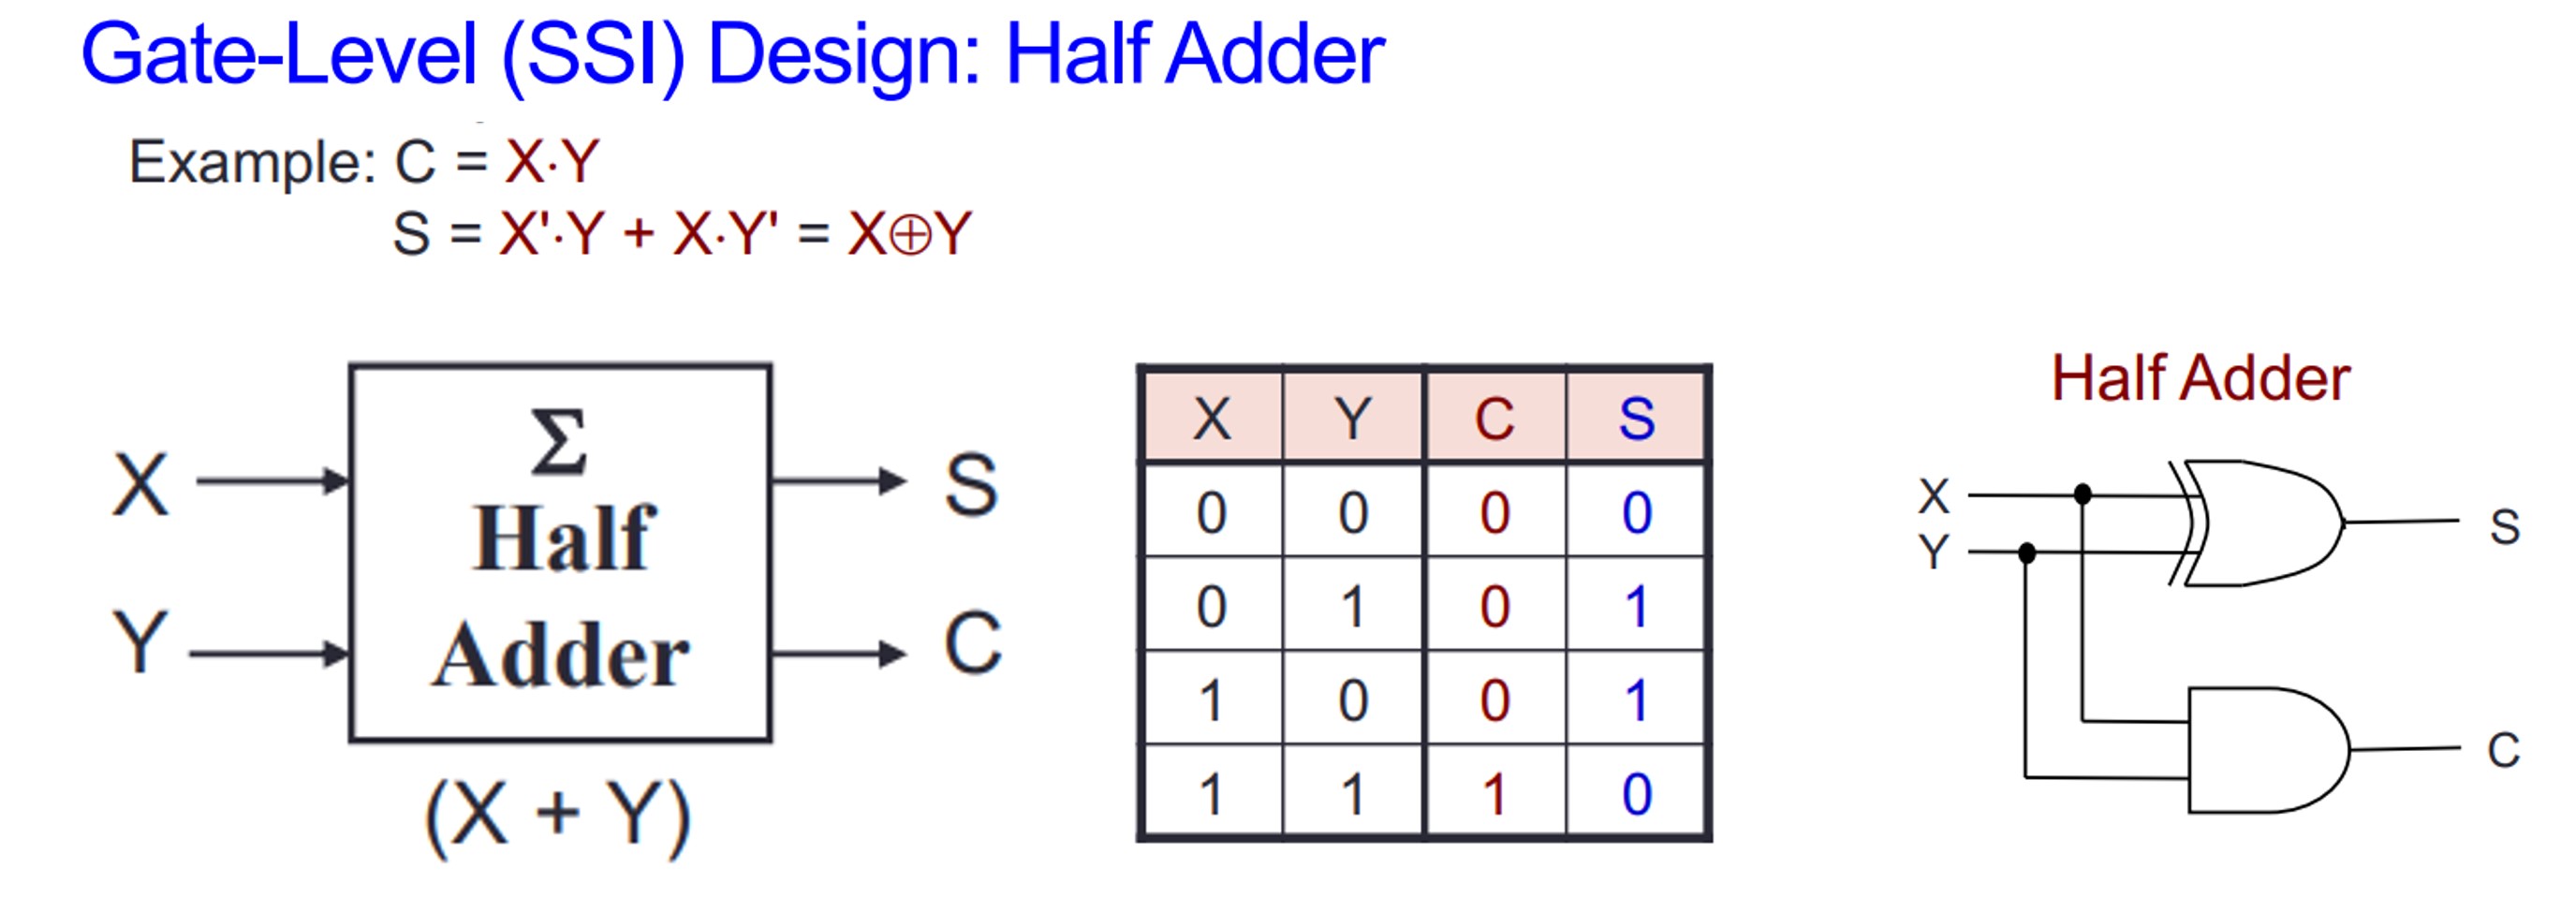 Gate-Level (SSI) Design: Half Adder
Example: C = X·Y
S = X'·Y + X·Y' = X⊕Y
X
Y
Σ
Half
Adder
S
C
(X + Y)
X Y C S
0 0 0 0
0 1 0 1
1 0 0 1
1 1 1 0
Half Adder
X
Y
S
C